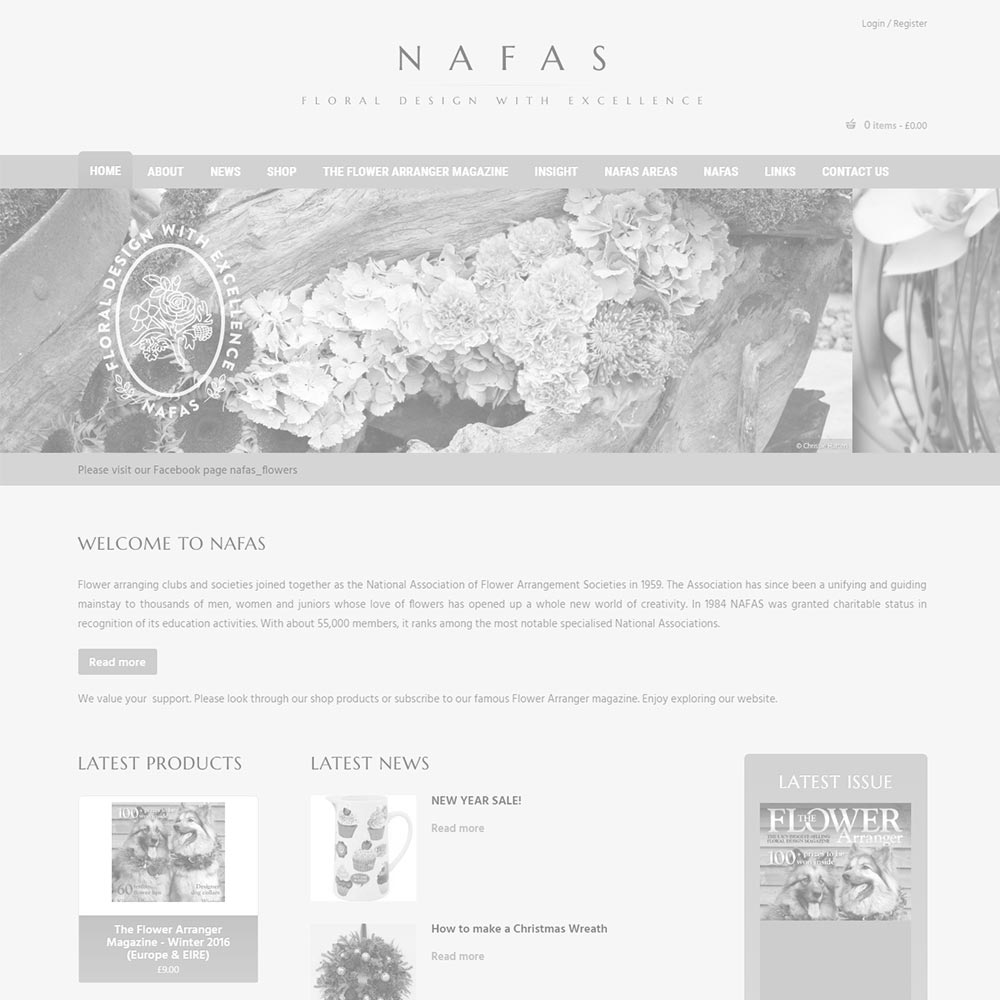 Login / Register
NAFAS
FLORAL DESIGN WITH EXCELLENCE
0 items - £0.00
HOME ABOUT NEWS SHOP THE FLOWER ARRANGER MAGAZINE INSIGHT NAFAS AREAS NAFAS LINKS CONTACT US
FLORAL DESIGN WITH EXCELLENCE
NAFAS
Please visit our Facebook page nafas_flowers
WELCOME TO NAFAS
Flower arranging clubs and societies joined together as the National Association of Flower Arrangement Societies in 1959. The Association has since been a unifying and guiding
mainstay to thousands of men, women and juniors whose love of flowers has opened up a whole new world of creativity. In 1984 NAFAS was granted charitable status in
recognition of its education activities. With about 55,000 members, it ranks among the most notable specialised National Associations.
Read more
We value your support. Please look through our shop products or subscribe to our famous Flower Arranger magazine. Enjoy exploring our website.
LATEST PRODUCTS
100
60
Designer
dog collars
The Flower Arranger
Magazine - Winter 2016
(Europe & EIRE)
£9.00
LATEST NEWS
NEW YEAR SALE!
Read more
How to make a Christmas Wreath
Read more
LATEST ISSUE
THE FLOWER
THE UK'S BIGGEST-SELLING
FLORAL DESIGN MAGAZINE
Arranger
100+ prizes to be
won inside